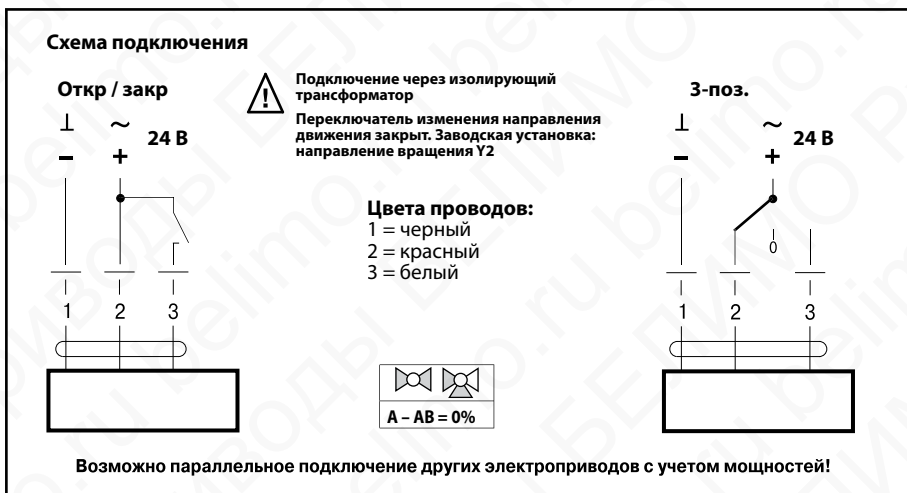 Схема подключения
Откр / закр
⊥ ~
24 В
– +
Подключение через изолирующий
трансформатор
Переключатель изменения направления
движения закрыт. Заводская установка:
направление вращения Y2
3-поз.
⊥ ~
24 В
– +
Цвета проводов:
1 = черный
2 = красный
3 = белый
0
1 2 3
1 2 3
A – AB = 0%
Возможно параллельное подключение других электроприводов с учетом мощностей!